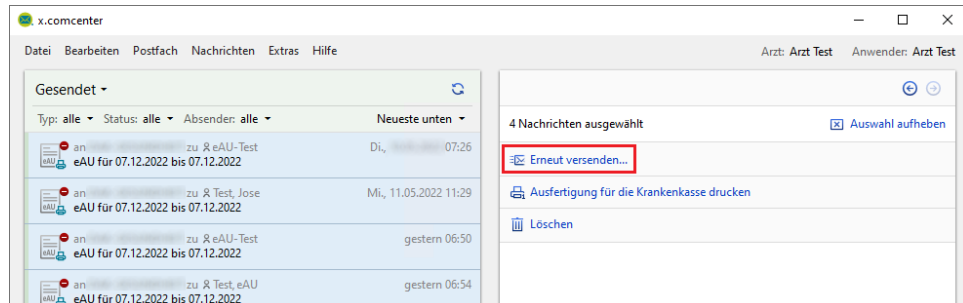 x.comcenter
Datei Bearbeiten Postfach Nachrichten Extras Hilfe Arzt: Arzt Test Anwender: Arzt Test
Gesendet
Typ: alle Status: alle Absender: alle Neueste unten
an zu eAU-Test Di., 07:26
eAU eAU für 07.12.2022 bis 07.12.2022
an zu Test, Jose Mi., 11.05.2022 11:29
eAU eAU für 07.12.2022 bis 07.12.2022
an zu eAU-Test gestern 06:50
eAU eAU für 07.12.2022 bis 07.12.2022
an zu Test, eAU gestern 06:54
eAU eAU für 07.12.2022 bis 07.12.2022
4 Nachrichten ausgewählt Auswahl aufheben
Erneut versenden...
Ausfertigung für die Krankenkasse drucken
Löschen